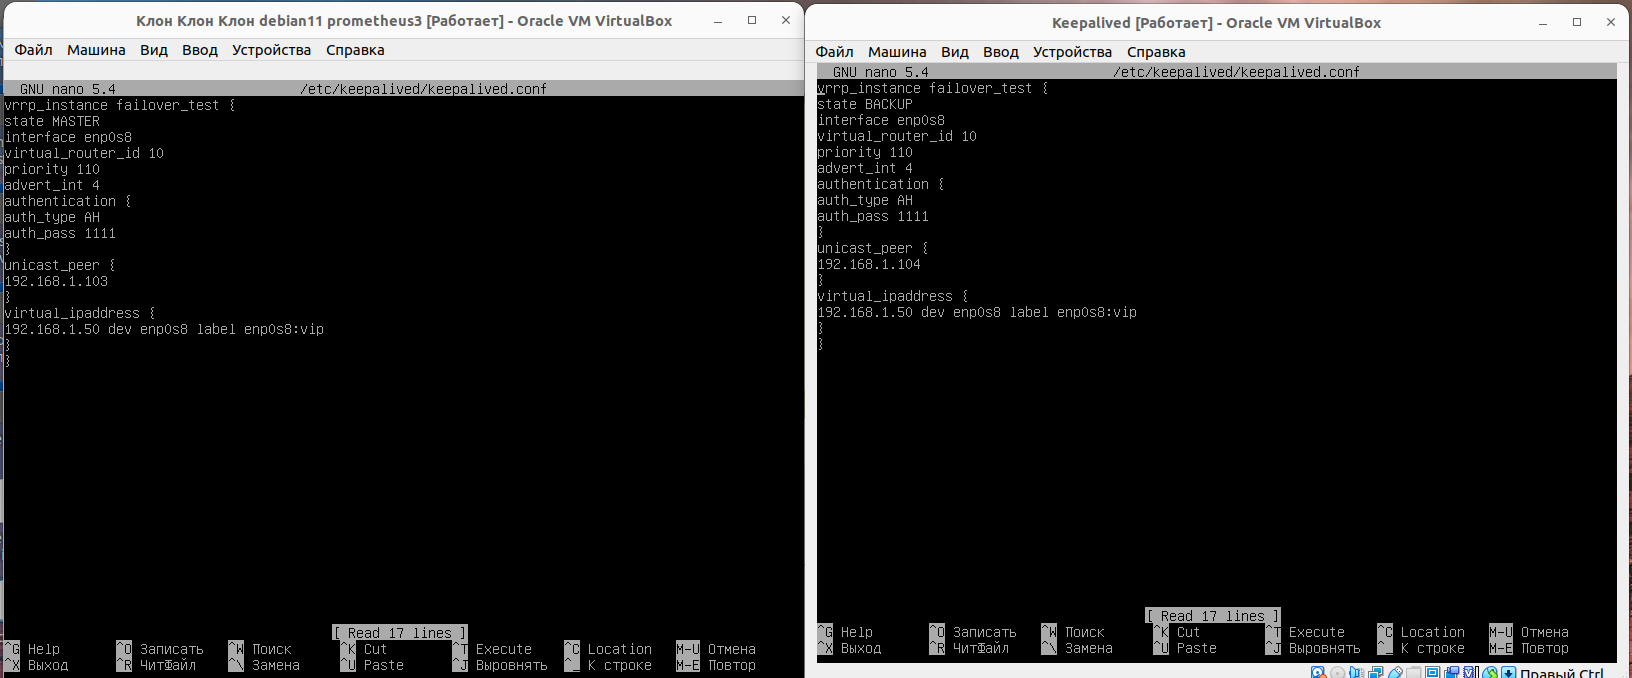 Клон Клон Клон debian11 prometheus3 [Работает] - Oracle VM VirtualBox
Файл Машина Вид Ввод Устройства Справка
GNU nano 5.4 /etc/keepalived/keepalived.conf
vrrp_instance failover_test {
state MASTER
interface enp0s8
virtual_router_id 10
priority 110
advert_int 4
authentication {
auth_type AH
auth_pass 1111
}
unicast_peer {
192.168.1.103
}
virtual_ipaddress {
192.168.1.50 dev enp0s8 label enp0s8:vip
}
}
[ Read 17 lines ]
^G Help ^O Записать ^W Поиск ^K Cut ^T Execute ^C Location M-U Отмена
^X Выход ^R ЧитФайл ^\ Замена ^U Paste ^J Выровнять ^_ К строке M-E Повтор
Keepalived [Работает] - Oracle VM VirtualBox
Файл Машина Вид Ввод Устройства Справка
GNU nano 5.4 /etc/keepalived/keepalived.conf
vrrp_instance failover_test {
state BACKUP
interface enp0s8
virtual_router_id 10
priority 110
advert_int 4
authentication {
auth_type AH
auth_pass 1111
}
unicast_peer {
192.168.1.104
}
virtual_ipaddress {
192.168.1.50 dev enp0s8 label enp0s8:vip
}
}
[ Read 17 lines ]
^G Help ^O Записать ^W Поиск ^K Cut ^T Execute ^C Location M-U Отмена
^X Выход ^R ЧитФайл ^\ Замена ^U Paste ^J Выровнять ^_ К строке M-E Повтор
Правый Ctrl